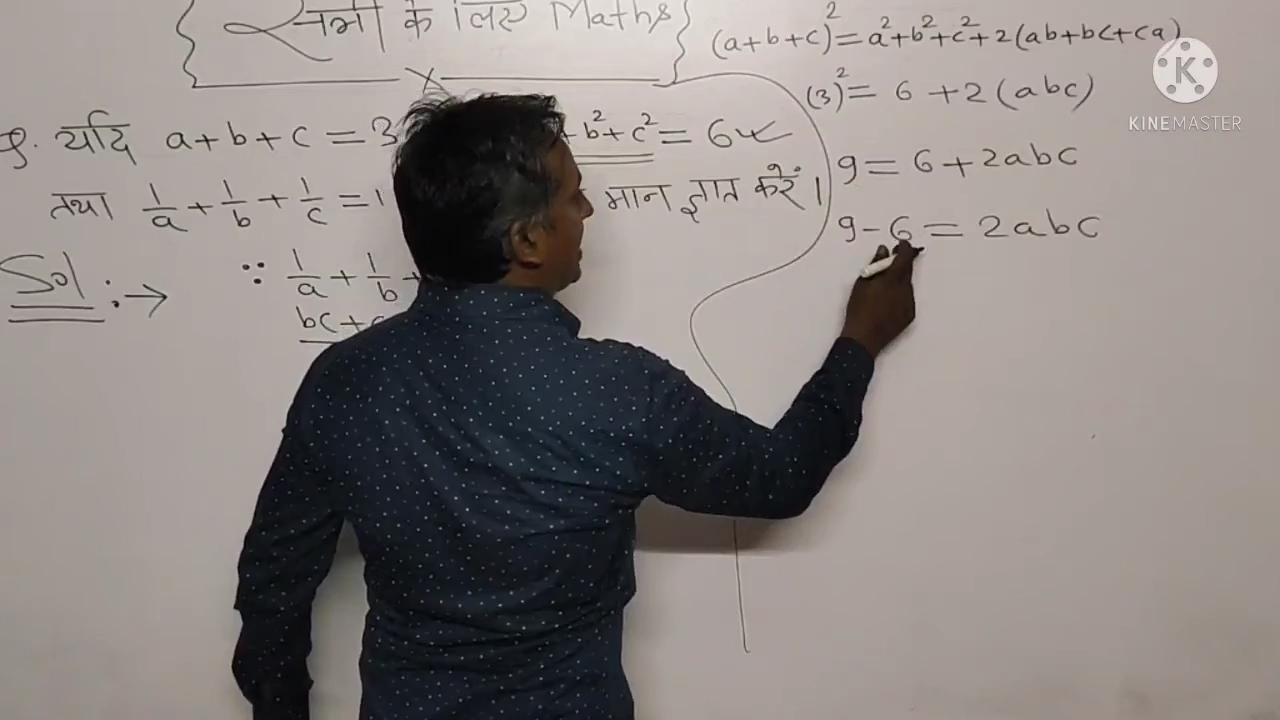 के लिए Maths
Q. यदि a+b+c=3 +b²+c²=6
तथा 1/a+1/b+1/c=1 मान ज्ञात करें।
Sol:→ ∵ 1/a+1/b+
bc+c
(a+b+c)²=a²+b²+c²+2(ab+bc+ca)
(3)²=6+2(abc)
9=6+2abc
9-6=2abc
K
KINEMASTER